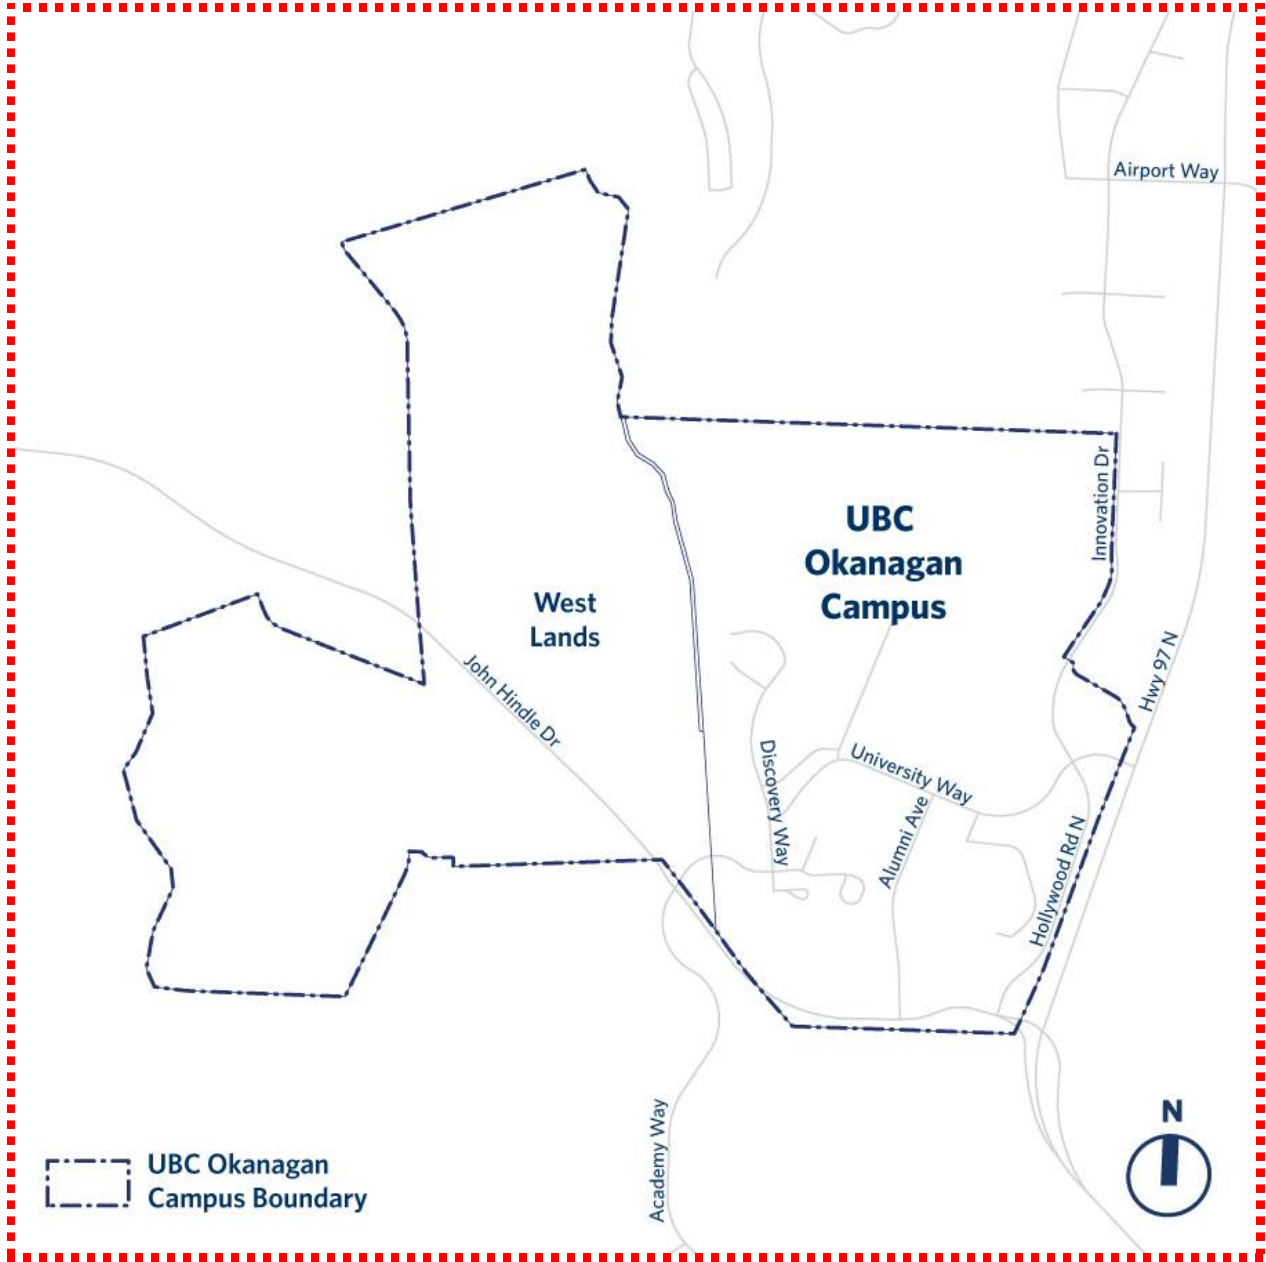 Airport Way
Innovation Dr
UBC
Okanagan
Campus
West
Lands
John Hindle Dr
Hwy 97 N
Discovery Way
University Way
Alumni Ave
Hollywood Rd N
Academy Way
N
UBC Okanagan
Campus Boundary